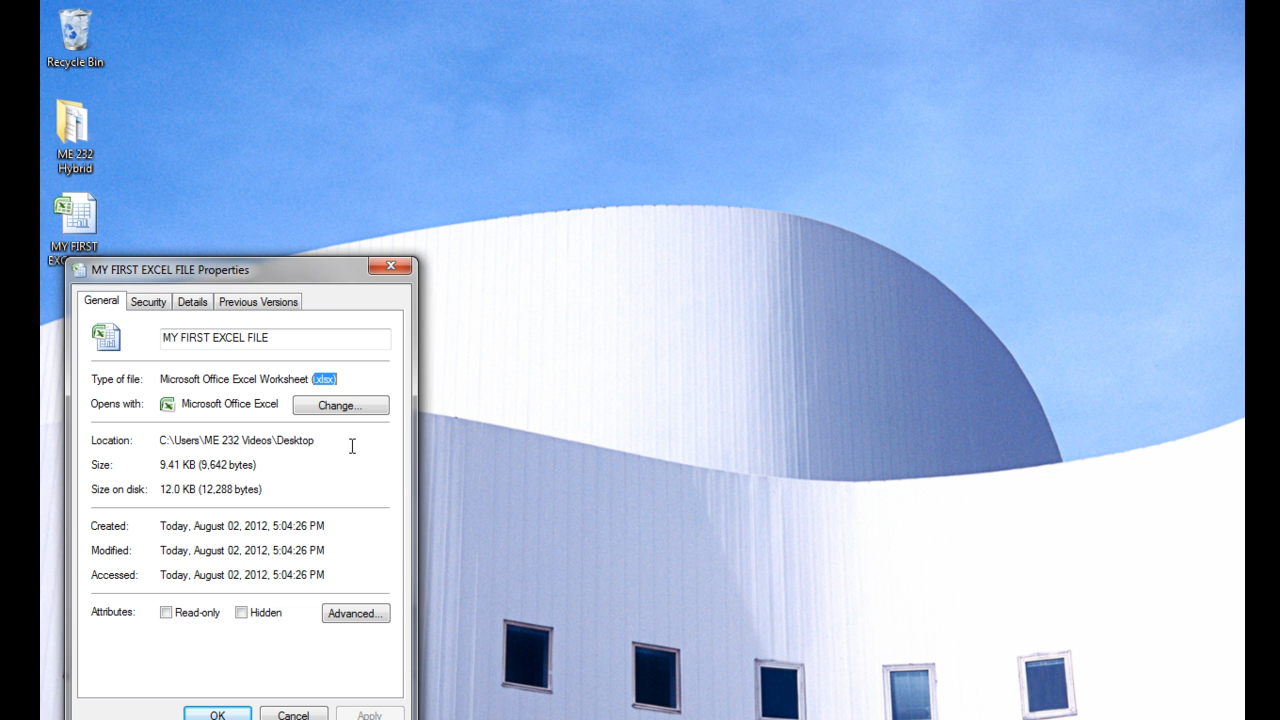 Recycle Bin
ME 232
Hybrid
MY FIRST
MY FIRST EXCEL FILE Properties
General Security Details Previous Versions
MY FIRST EXCEL FILE
Type of file: Microsoft Office Excel Worksheet (.xlsx)
Opens with: Microsoft Office Excel Change...
Location: C:\Users\ME 232 Videos\Desktop
Size: 9.41 KB (9,642 bytes)
Size on disk: 12.0 KB (12,288 bytes)
Created: Today, August 02, 2012, 5:04:26 PM
Modified: Today, August 02, 2012, 5:04:26 PM
Accessed: Today, August 02, 2012, 5:04:26 PM
Attributes: Read-only Hidden Advanced...
OK Cancel Apply